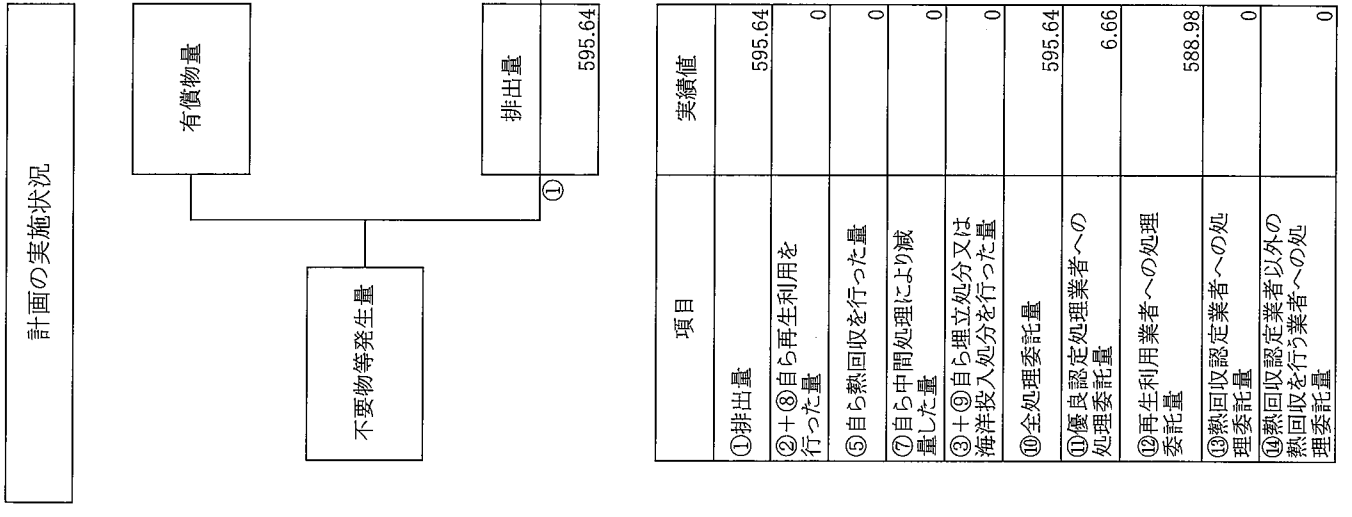 計画の実施状況
有償物量
不要物等発生量
①
排出量
595.64
項目
実績値
①排出量
595.64
②+⑧自ら再生利用を
行った量
0
⑤自ら熱回収を行った量
0
⑦自ら中間処理により減
量した量
0
③+⑨自ら埋立処分又は
海洋投入処分を行った量
0
⑩全処理委託量
595.64
⑪優良認定処理業者への
処理委託量
6.66
⑫再生利用業者への処理
委託量
588.98
⑬熱回収認定業者への処
理委託量
0
⑭熱回収認定業者以外の
熱回収を行う業者への処
理委託量
0